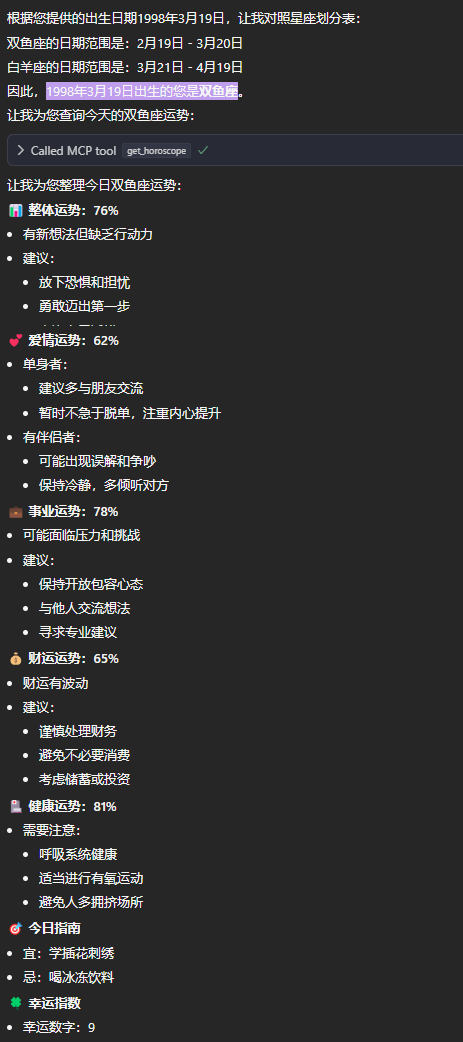 根据您提供的出生日期1998年3月19日，让我对照星座划分表：
双鱼座的日期范围是：2月19日 - 3月20日
白羊座的日期范围是：3月21日 - 4月19日
因此，1998年3月19日出生的您是双鱼座。
让我为您查询今天的双鱼座运势：
Called MCP tool get_horoscope
让我为您整理今日双鱼座运势：
整体运势：76%
有新想法但缺乏行动力
建议：
放下恐惧和担忧
勇敢迈出第一步
爱情运势：62%
单身者：
建议多与朋友交流
暂时不急于脱单，注重内心提升
有伴侣者：
可能出现误解和争吵
保持冷静，多倾听对方
事业运势：78%
可能面临压力和挑战
建议：
保持开放包容心态
与他人交流想法
寻求专业建议
财运运势：65%
财运有波动
建议：
谨慎处理财务
避免不必要消费
考虑储蓄或投资
健康运势：81%
需要注意：
呼吸系统健康
适当进行有氧运动
避免人多拥挤场所
今日指南
宜：学插花刺绣
忌：喝冰冻饮料
幸运指数
幸运数字：9